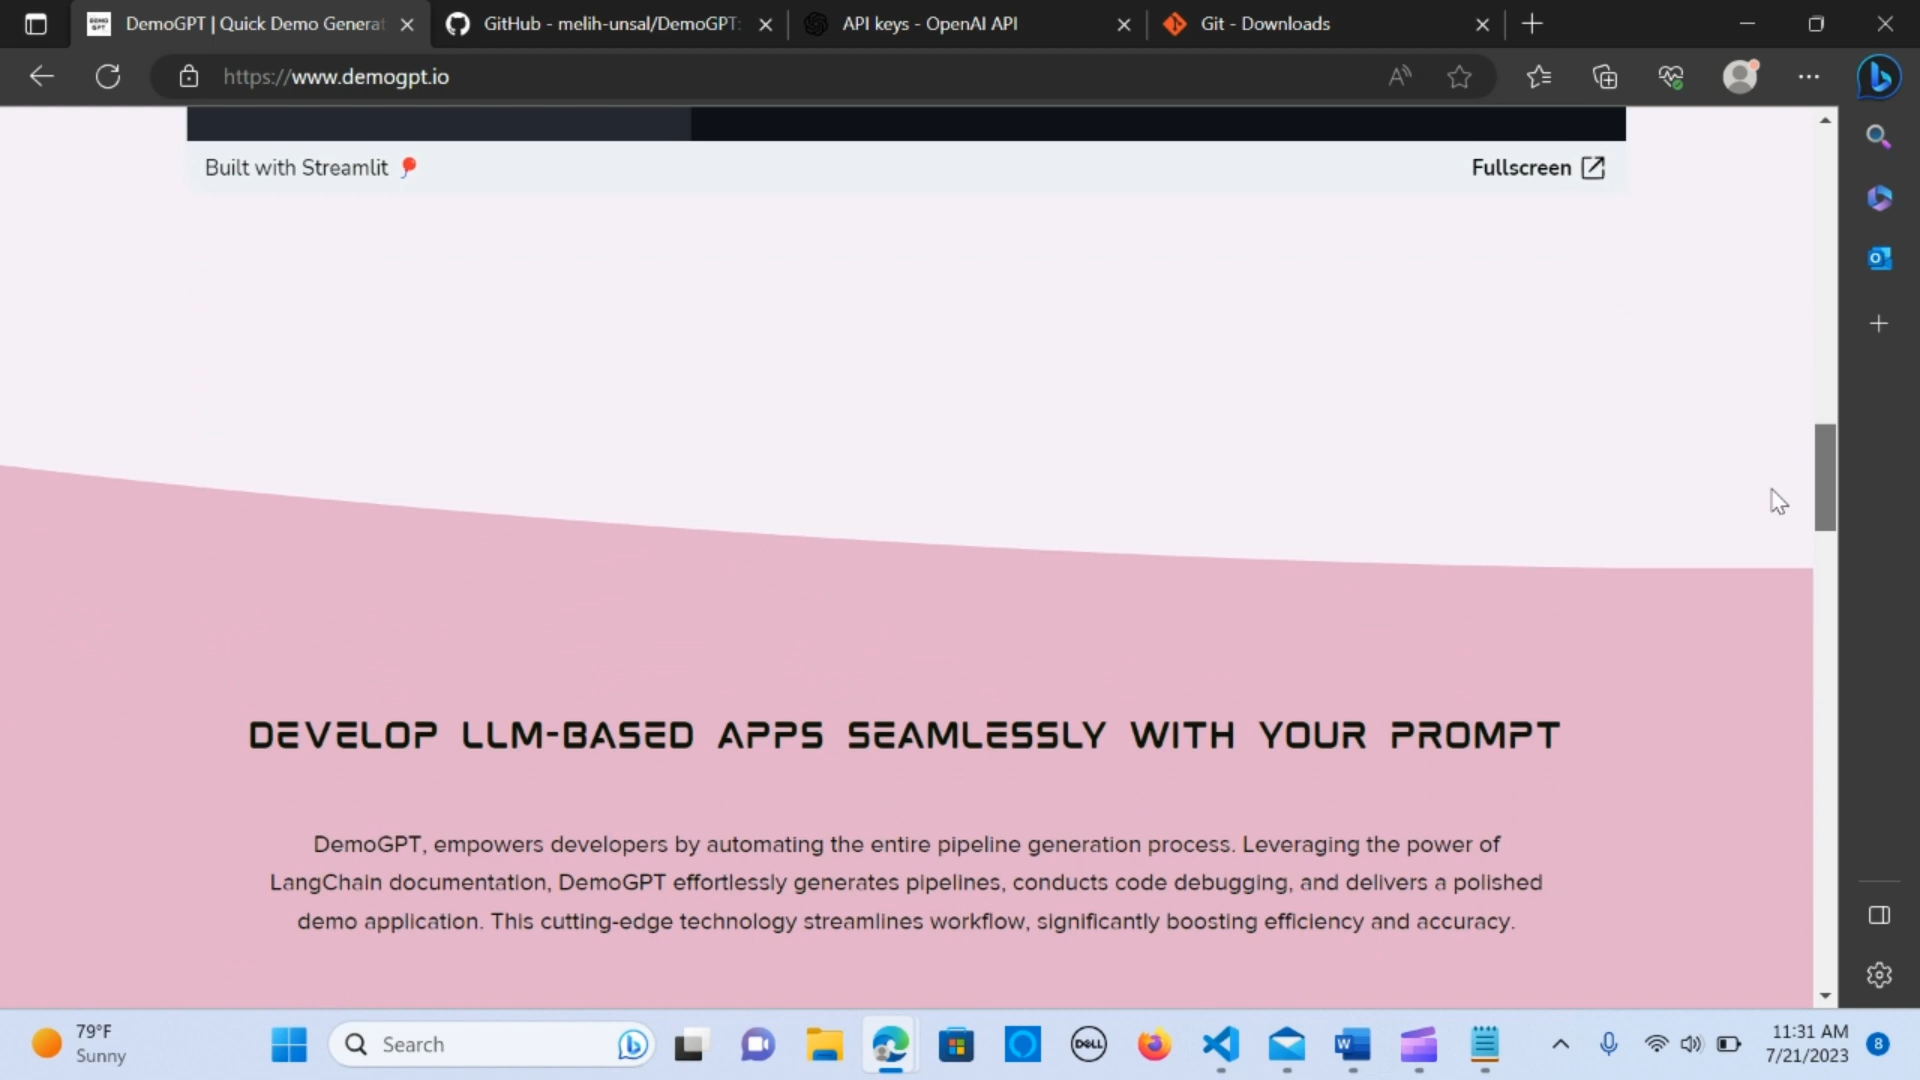 DemoGPT | Quick Demo Generat
GitHub - melih-unsal/DemoGPT:
API keys - OpenAI API
Git - Downloads
https://www.demogpt.io
Built with Streamlit 🎈
Fullscreen
DEVELOP LLM-BASED APPS SEAMLESSLY WITH YOUR PROMPT
DemoGPT, empowers developers by automating the entire pipeline generation process. Leveraging the power of
LangChain documentation, DemoGPT effortlessly generates pipelines, conducts code debugging, and delivers a polished
demo application. This cutting-edge technology streamlines workflow, significantly boosting efficiency and accuracy.
79°F
Sunny
Search
DELL
11:31 AM
7/21/2023
8